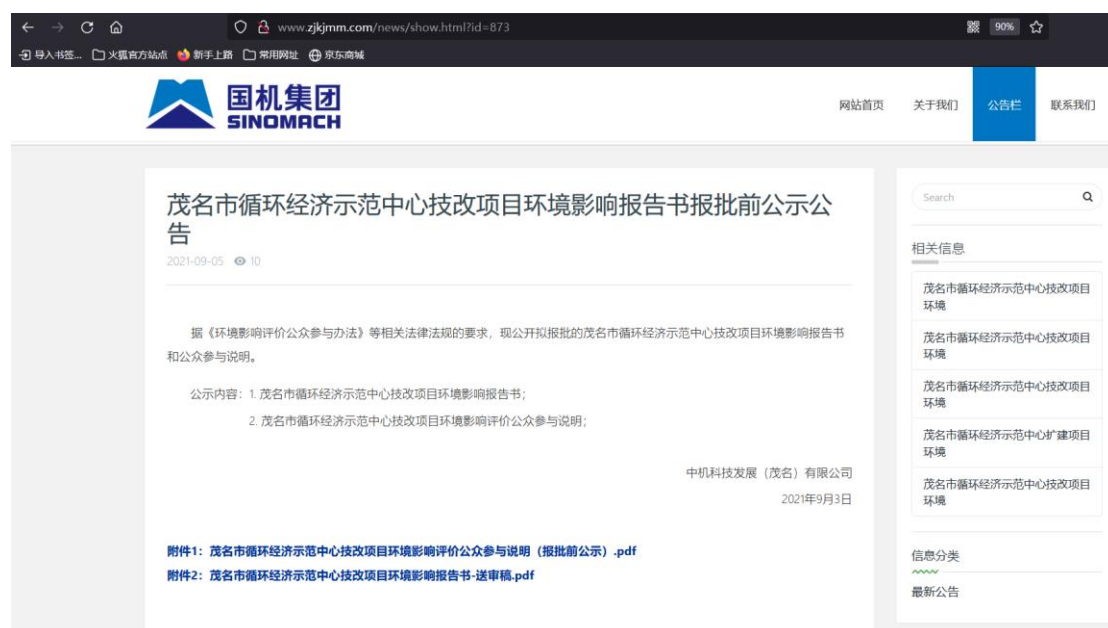 www.zjkjmm.com/news/show.html?id=873
90%
导入书签... 火狐官方站点 新手上路 常用网址 京东商城
国机集团
SINOMACH
网站首页 关于我们 公告栏 联系我们
茂名市循环经济示范中心技改项目环境影响报告书报批前公示公
告
2021-09-05 10
据《环境影响评价公众参与办法》等相关法律法规的要求，现公开拟报批的茂名市循环经济示范中心技改项目环境影响报告书
和公众参与说明。
公示内容：1. 茂名市循环经济示范中心技改项目环境影响报告书；
2. 茂名市循环经济示范中心技改项目环境影响评价公众参与说明；
中机科技发展（茂名）有限公司
2021年9月3日
附件1：茂名市循环经济示范中心技改项目环境影响评价公众参与说明（报批前公示）.pdf
附件2：茂名市循环经济示范中心技改项目环境影响报告书-送审稿.pdf
Search
相关信息
茂名市循环经济示范中心技改项目
环境
茂名市循环经济示范中心技改项目
环境
茂名市循环经济示范中心技改项目
环境
茂名市循环经济示范中心扩建项目
环境
茂名市循环经济示范中心技改项目
环境
信息分类
最新公告